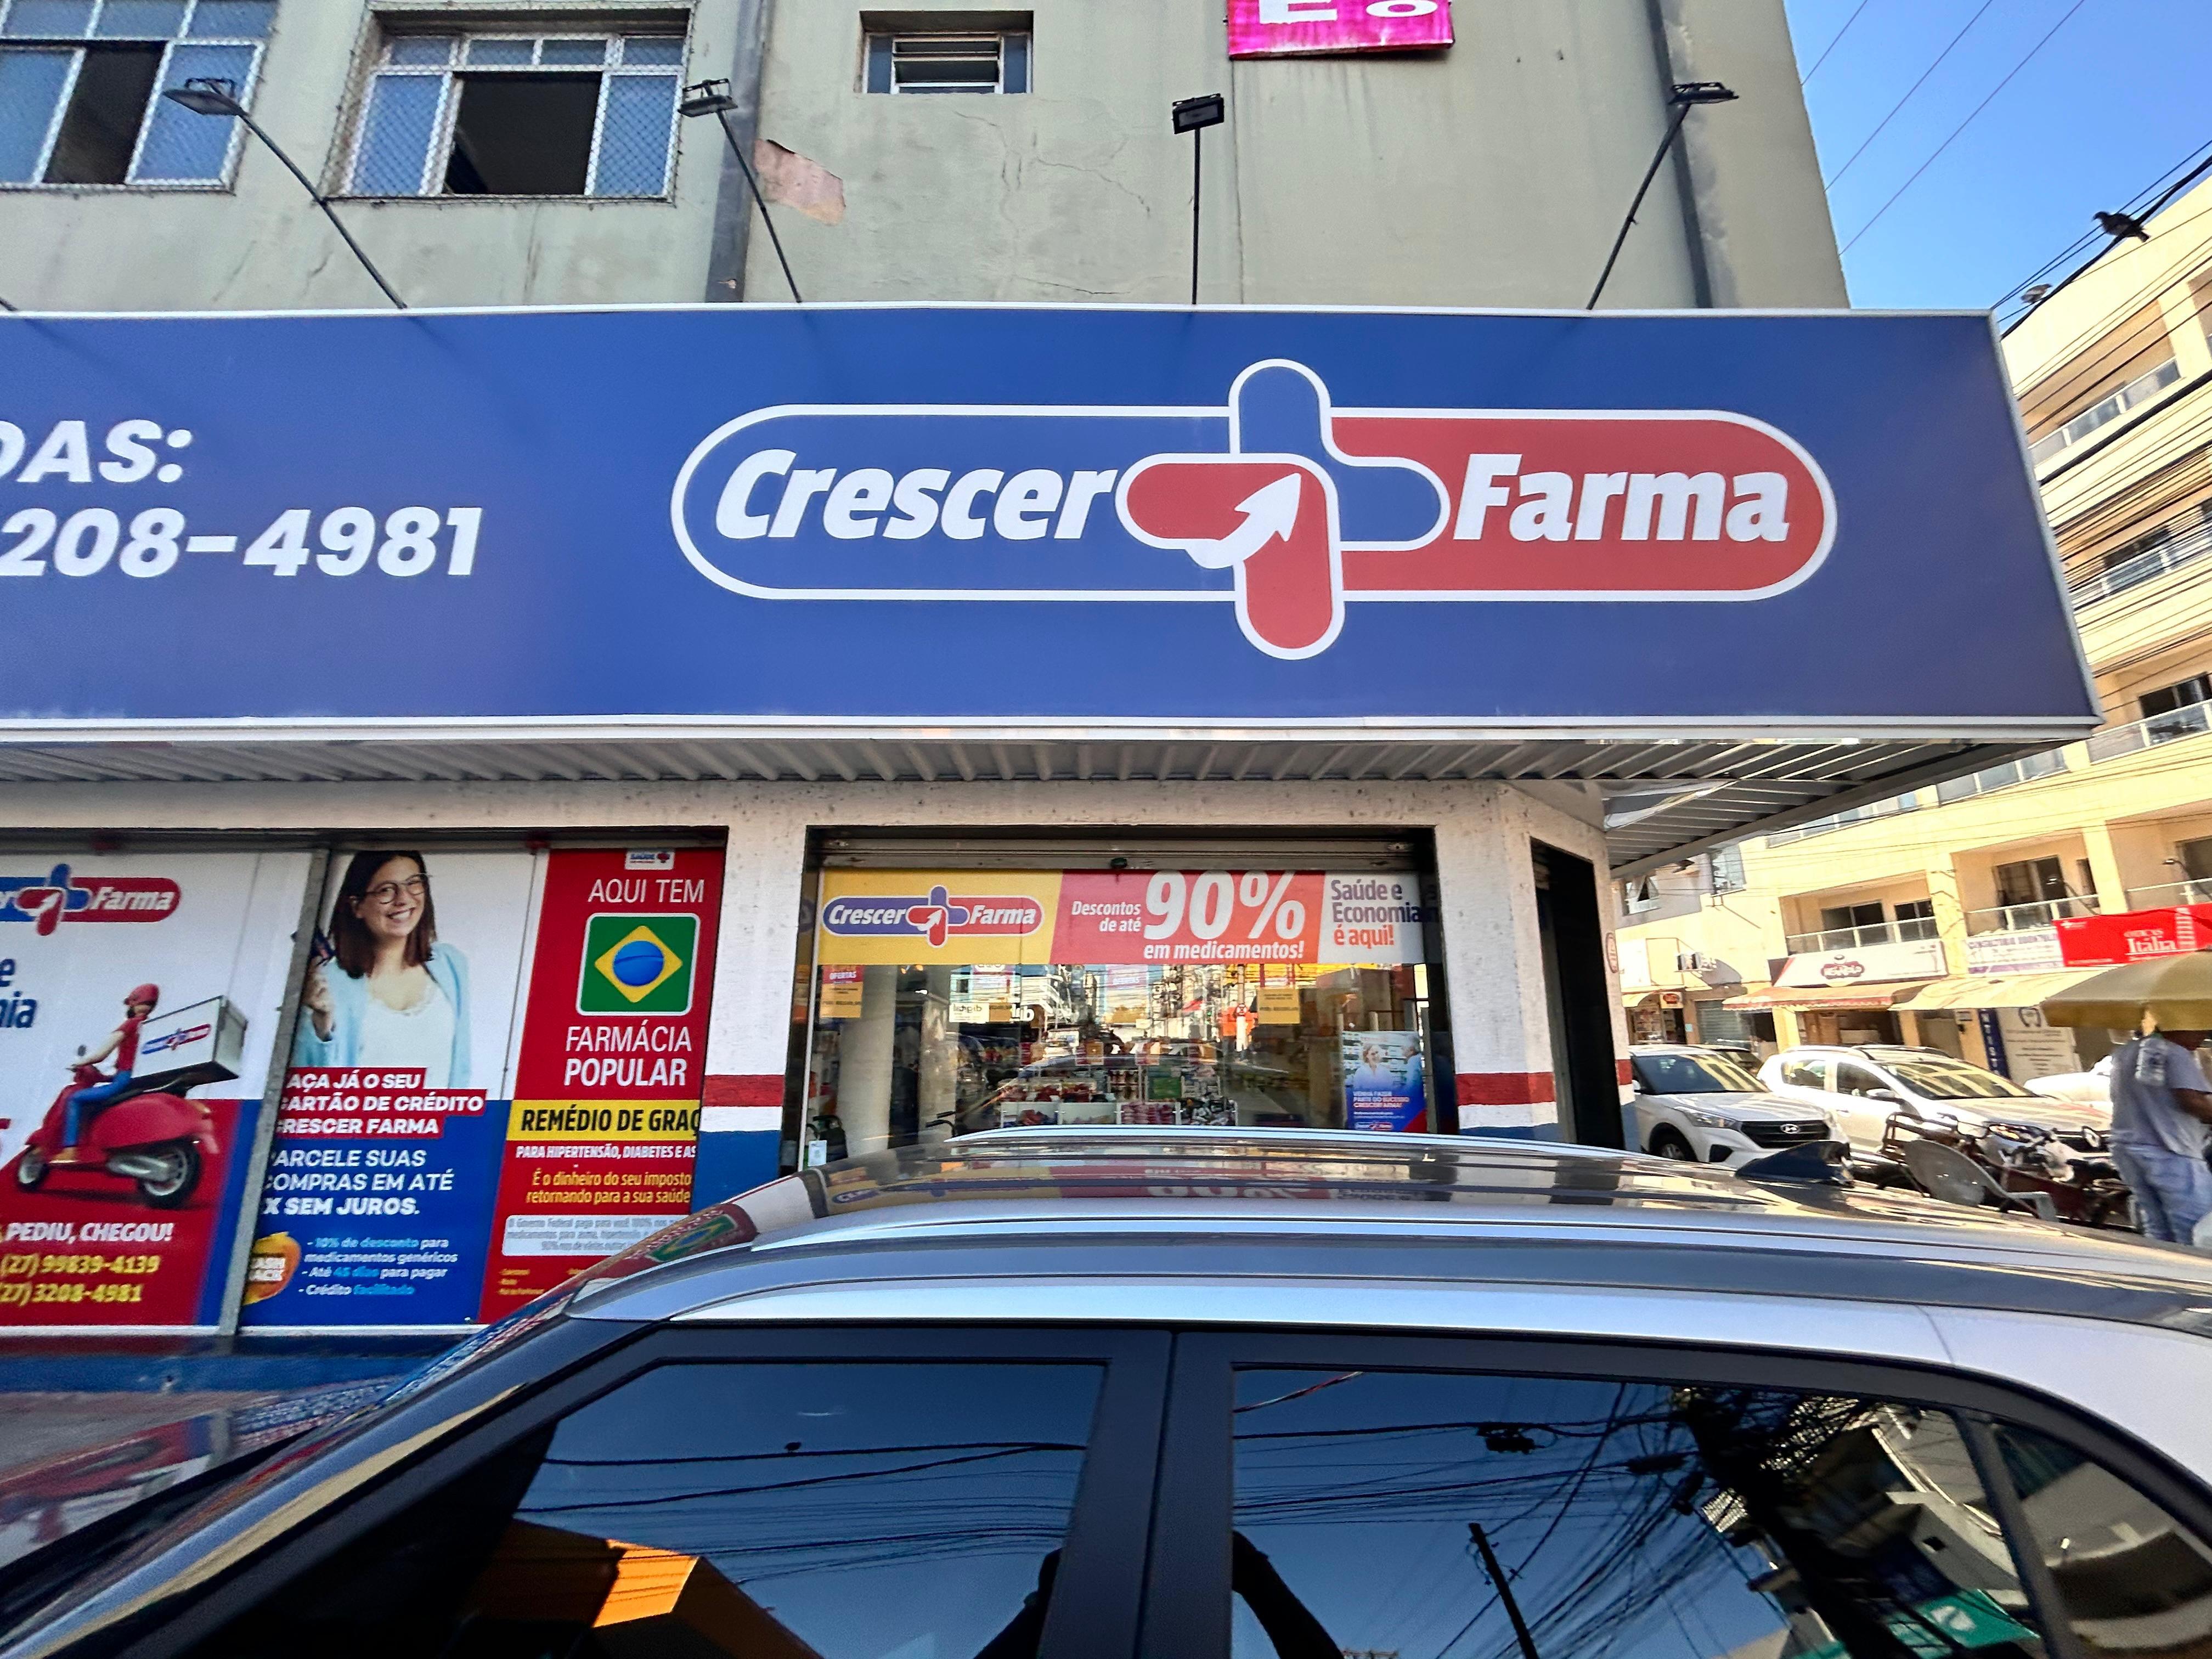 DAS:
208-4981
Crescer Farma
Farma
PEDIU, CHEGOU!
(27) 99839-4139
(27) 3208-4981
AÇA JÁ O SEU
CARTÃO DE CRÉDITO
CRESCER FARMA
PARCELE SUAS
COMPRAS EM ATÉ
X SEM JUROS.
- 10% de desconto para
medicamentos genéricos
- Até 45 dias para pagar
- Crédito facilitado
AQUI TEM
FARMÁCIA
POPULAR
REMÉDIO DE GRAÇ
PARA HIPERTENSÃO, DIABETES E AS
É o dinheiro do seu imposto
retornando para a sua saúde
Crescer Farma
Descontos
de até
90%
em medicamentos!
Saúde e
Economia
é aqui!
Itália